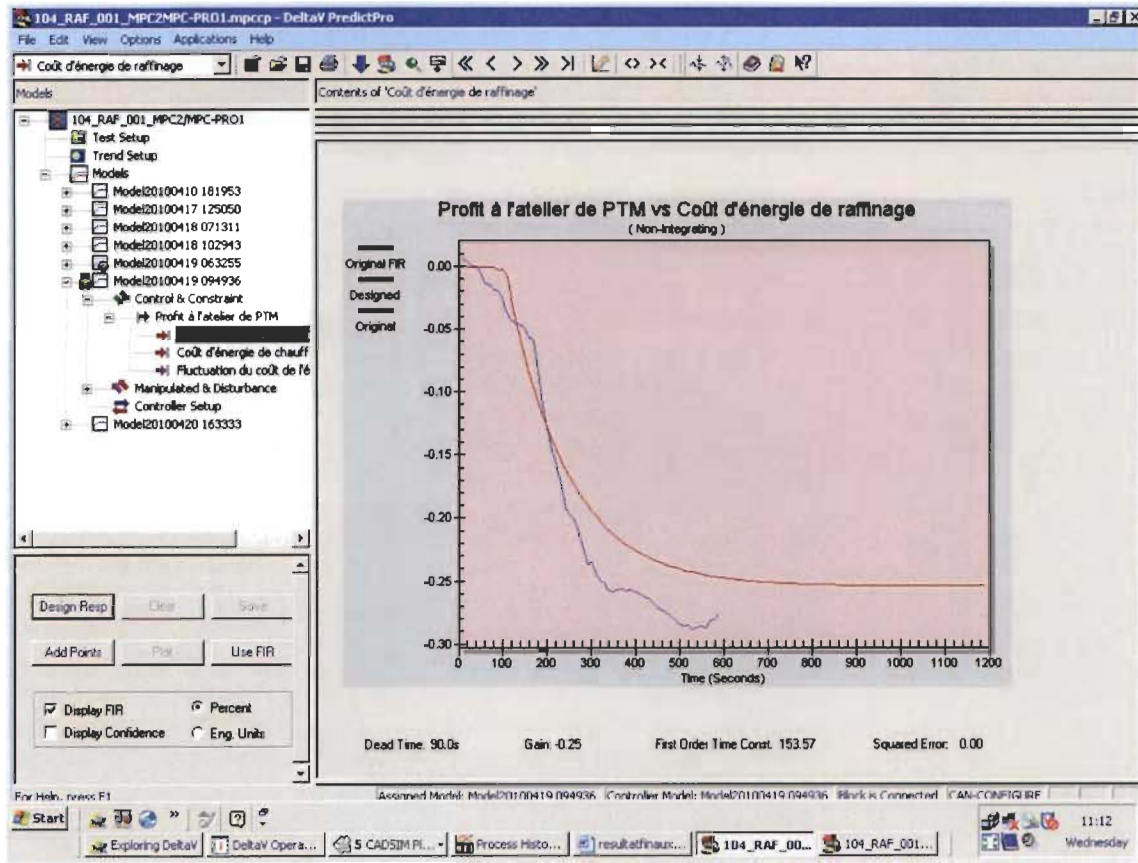 104_RAF_001_MPC2MPC-PRO1.mpccp - DeltaV PredictPro
File Edit View Options Applications Help
Coût d'énergie de raffinage
Models
Contents of 'Coût d'énergie de raffinage'
104_RAF_001_MPC2/MPC-PRO1
Test Setup
Trend Setup
Models
Model20100410 181953
Model20100417 125050
Model20100418 071311
Model20100418 102943
Model20100419 063255
Model20100419 094936
Control & Constraint
Profit à l'atelier de PTM
Coût d'énergie de chauff
Fluctuation du coût de l'é
Manipulated & Disturbance
Controller Setup
Model20100420 163333
Profit à l'atelier de PTM vs Coût d'énergie de raffinage
( Non-Integrating )
Original FIR
Designed
Original
0.00
-0.05
-0.10
-0.15
-0.20
-0.25
-0.30
0 100 200 300 400 500 600 700 800 900 1000 1100 1200
Time (Seconds)
Design Resp Clear Save
Add Points Plot Use FIR
Display FIR Percent
Display Confidence Eng. Units
Dead Time: 90.0s Gain: -0.25 First Order Time Const. 153.57 Squared Error: 0.00
For Help, press F1
Assigned Model: Model20100419 094936 Controller Model: Model20100419 094936 Block is Connected CAN-CONFIGURE
Start
11:12
Exploring DeltaV
DeltaV Opera...
5 CADSIM Pl...
Process Histo...
resultatfinaux...
104_RAF_00...
104_RAF_001...
Wednesday